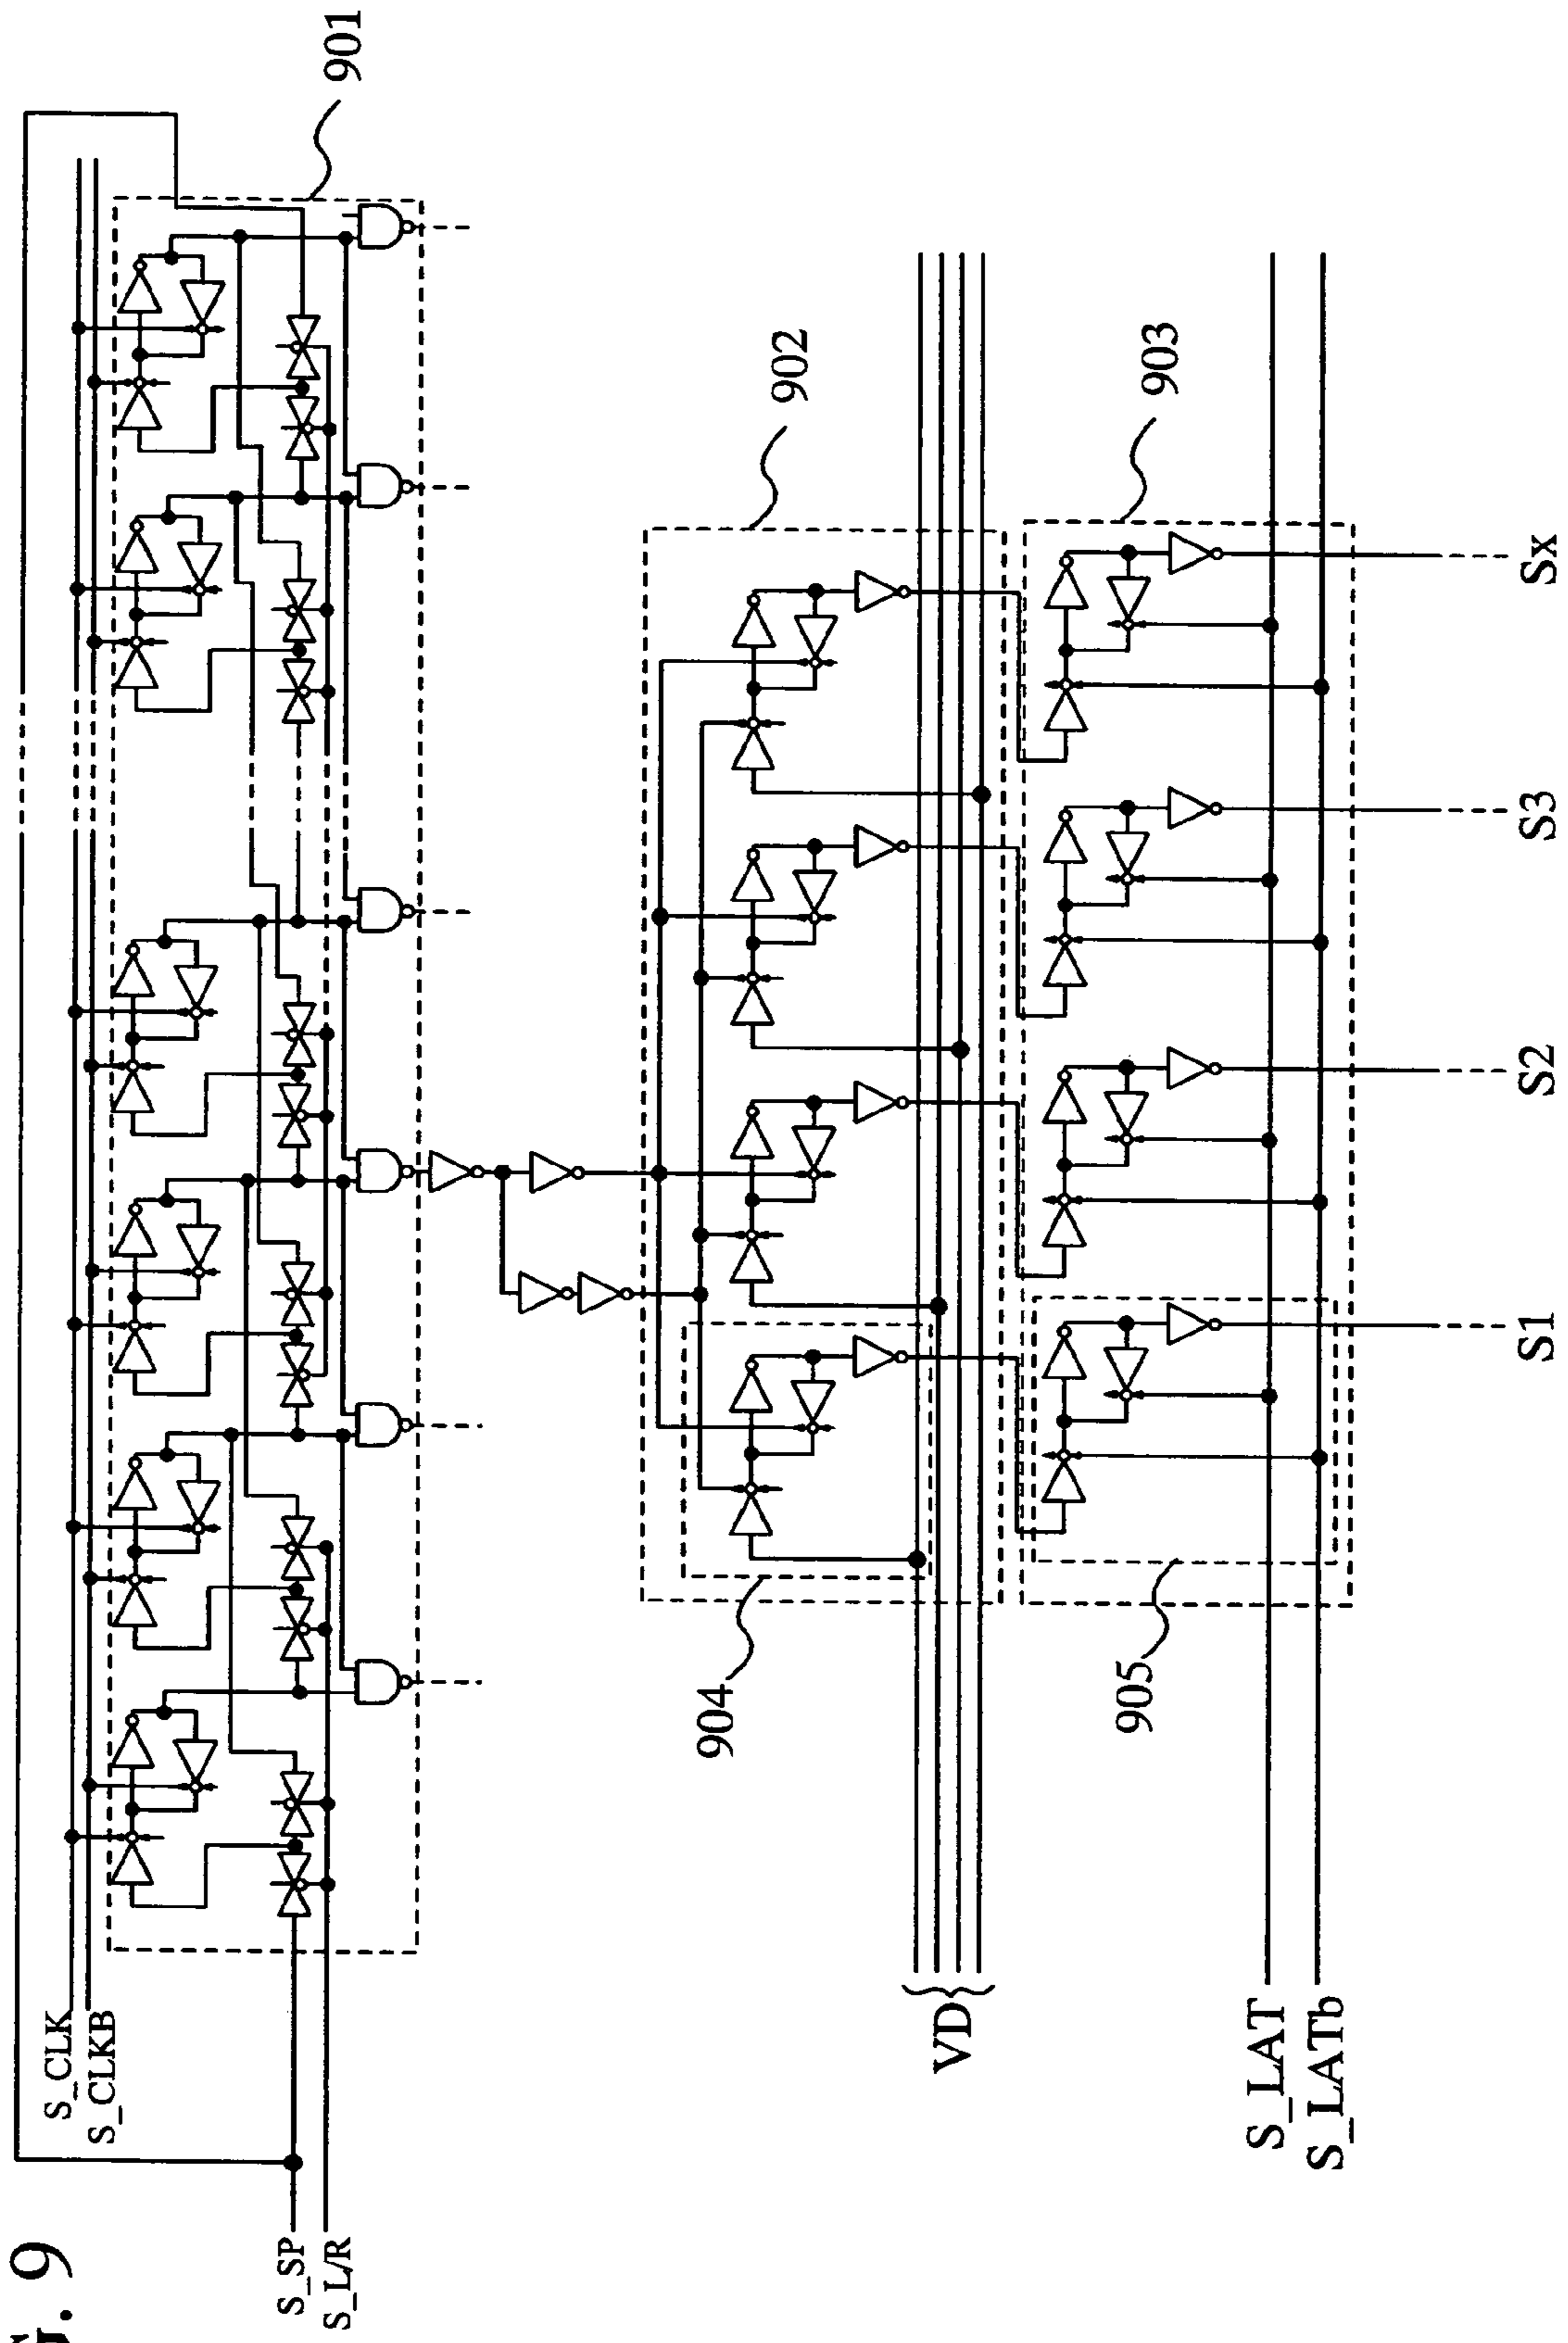 G. 9
S_CLK
S_CLKB
S_SP
S_L/R
901
902
VD
904
903
905
S_LAT
S_LATb
S1
S2
S3
Sx